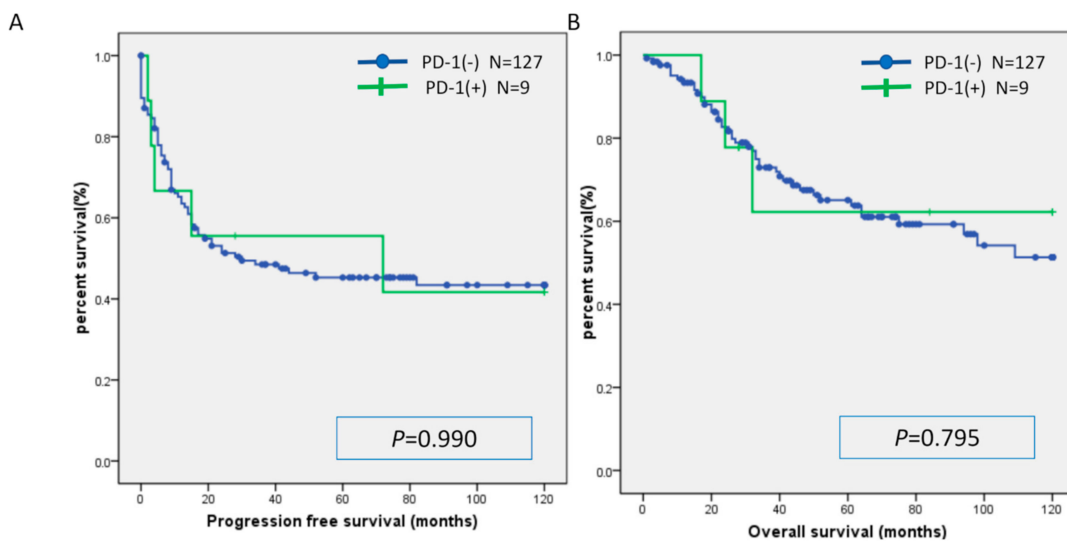 A
PD-1(-) N=127
PD-1(+) N=9
percent survival(%)
1.0
0.8
0.6
0.4
0.2
0.0
P=0.990
0 20 40 60 80 100 120
Progression free survival (months)
B
PD-1(-) N=127
PD-1(+) N=9
percent survival(%)
1.0
0.8
0.6
0.4
0.2
0.0
P=0.795
0 20 40 60 80 100 120
Overall survival (months)